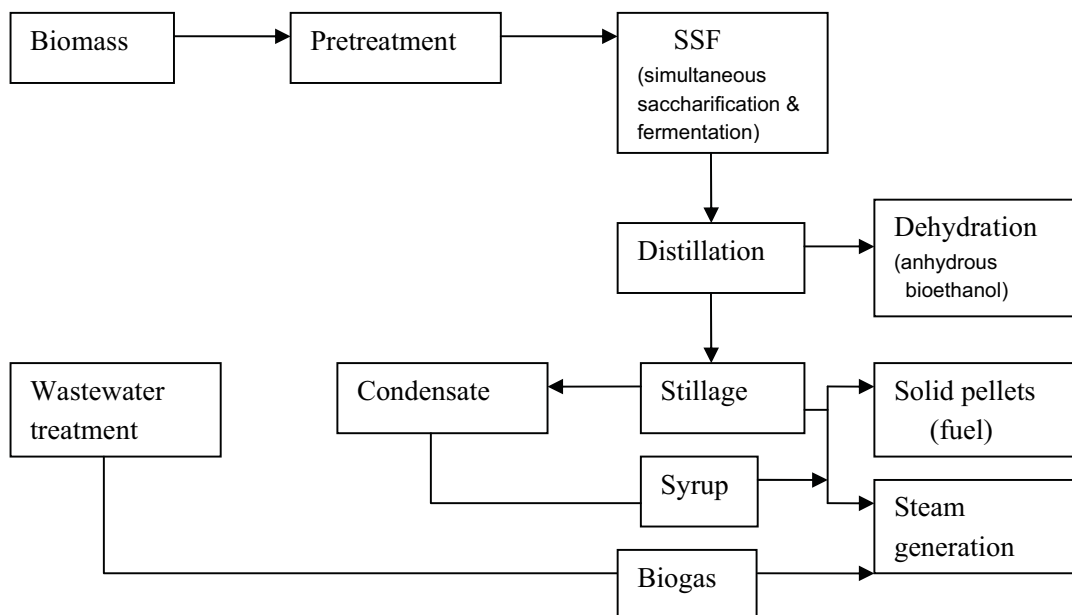 Biomass
Pretreatment
SSF
(simultaneous
saccharification &
fermentation)
Distillation
Dehydration
(anhydrous
bioethanol)
Wastewater
treatment
Condensate
Stillage
Solid pellets
(fuel)
Syrup
Steam
generation
Biogas